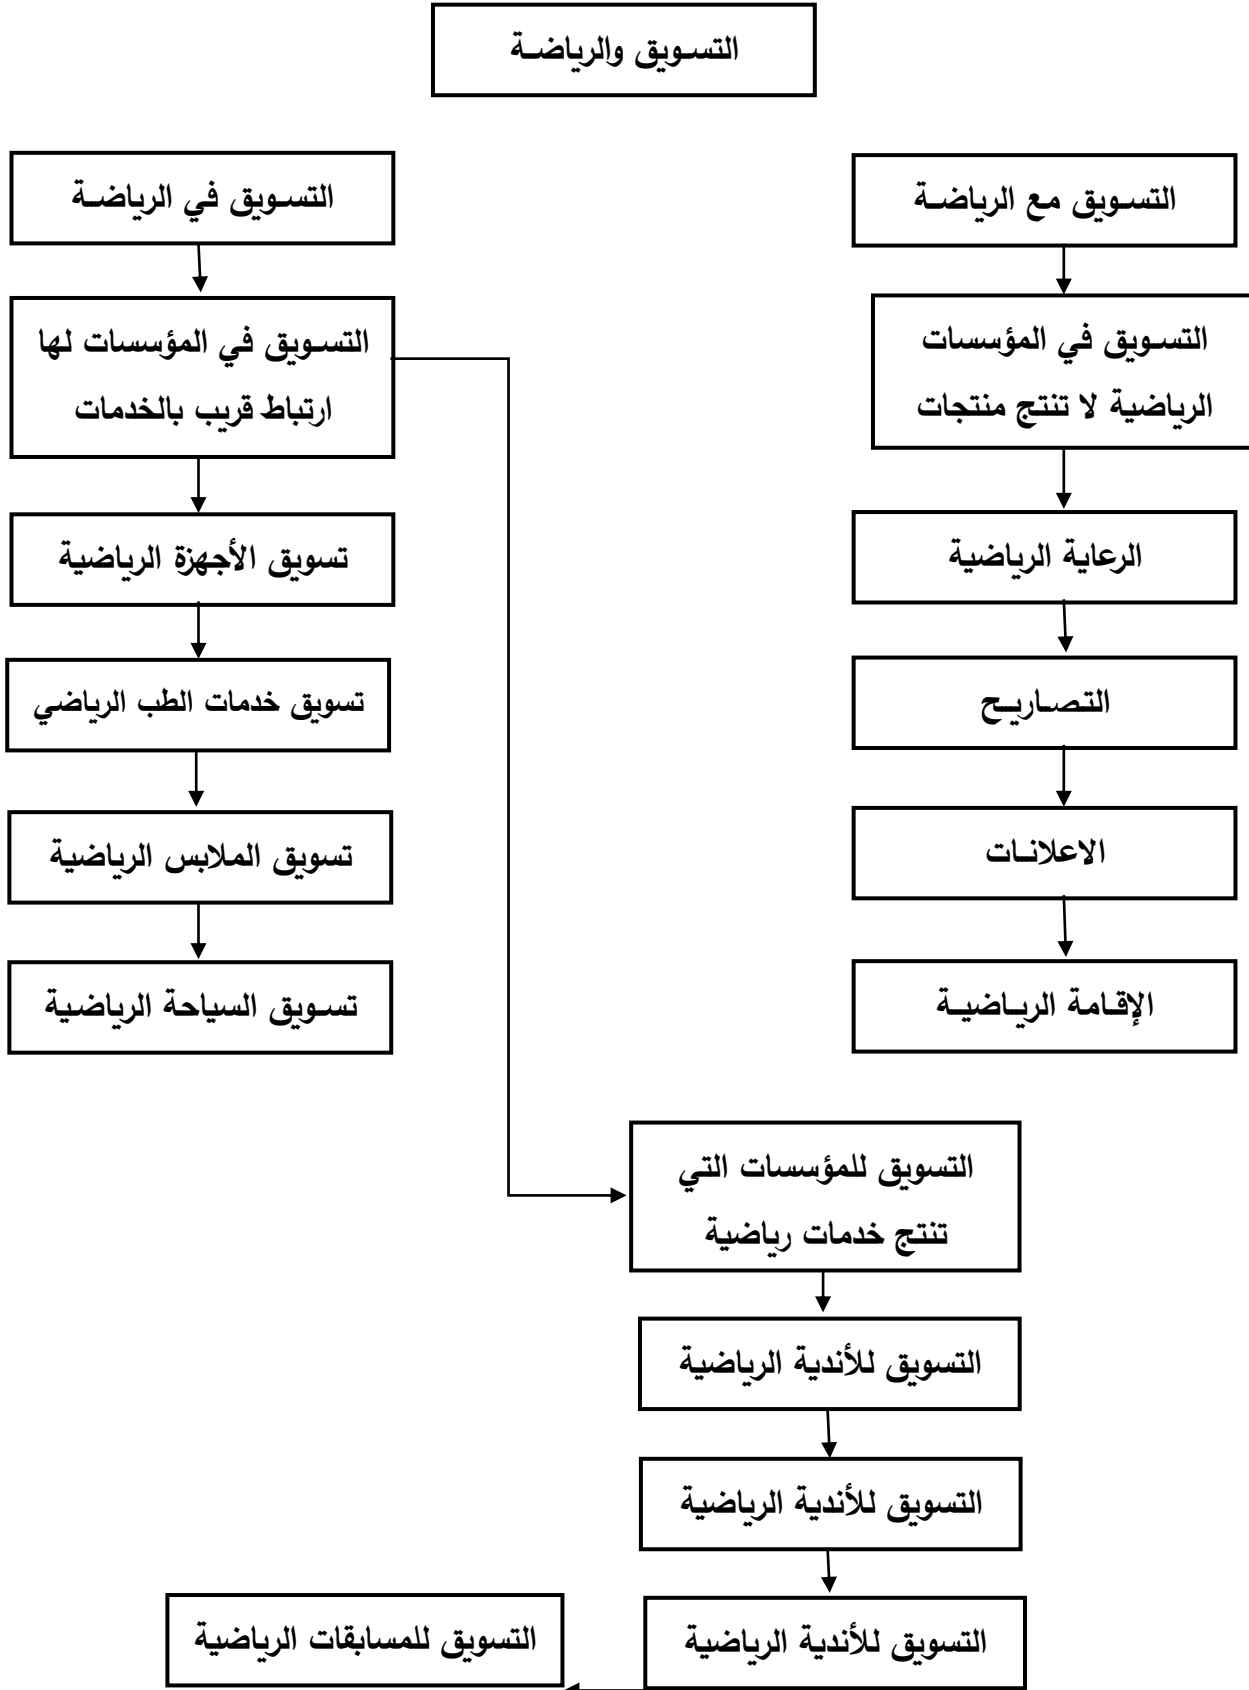 التسويق والرياضة
التسويق مع الرياضة
التسويق في المؤسسات
الرياضية لا تنتج منتجات
الرعاية الرياضية
التصاريح
الاعلانات
الإقامة الرياضية
التسويق في الرياضة
التسويق في المؤسسات لها
ارتباط قريب بالخدمات
تسويق الأجهزة الرياضية
تسويق خدمات الطب الرياضي
تسويق الملابس الرياضية
تسويق السياحة الرياضية
التسويق للمؤسسات التي
تنتج خدمات رياضية
التسويق للأندية الرياضية
التسويق للأندية الرياضية
التسويق للأندية الرياضية
التسويق للمسابقات الرياضية